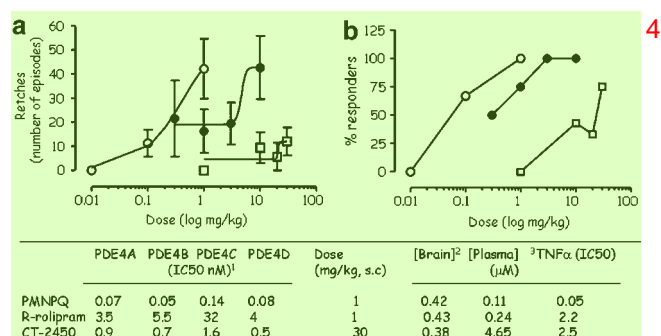 a
60
50
40
30
20
10
0
Retches
(number of episodes)
0.01 0.1 1 10 100
Dose (log mg/kg)
b
125
100
75
50
25
0
% responders
0.01 0.1 1 10 100
Dose (log mg/kg)
4
PDE4A PDE4B PDE4C PDE4D Dose [Brain]2 [Plasma] 3TNFα (IC50)
(IC50 nM)1 (mg/kg, s.c) (μM)
PMNPQ 0.07 0.05 0.14 0.08 1 0.42 0.11 0.05
R-rolipram 3.5 5.5 32 4 1 0.43 0.24 2.2
CT-2450 0.9 0.7 1.6 0.5 30 0.38 4.65 2.5